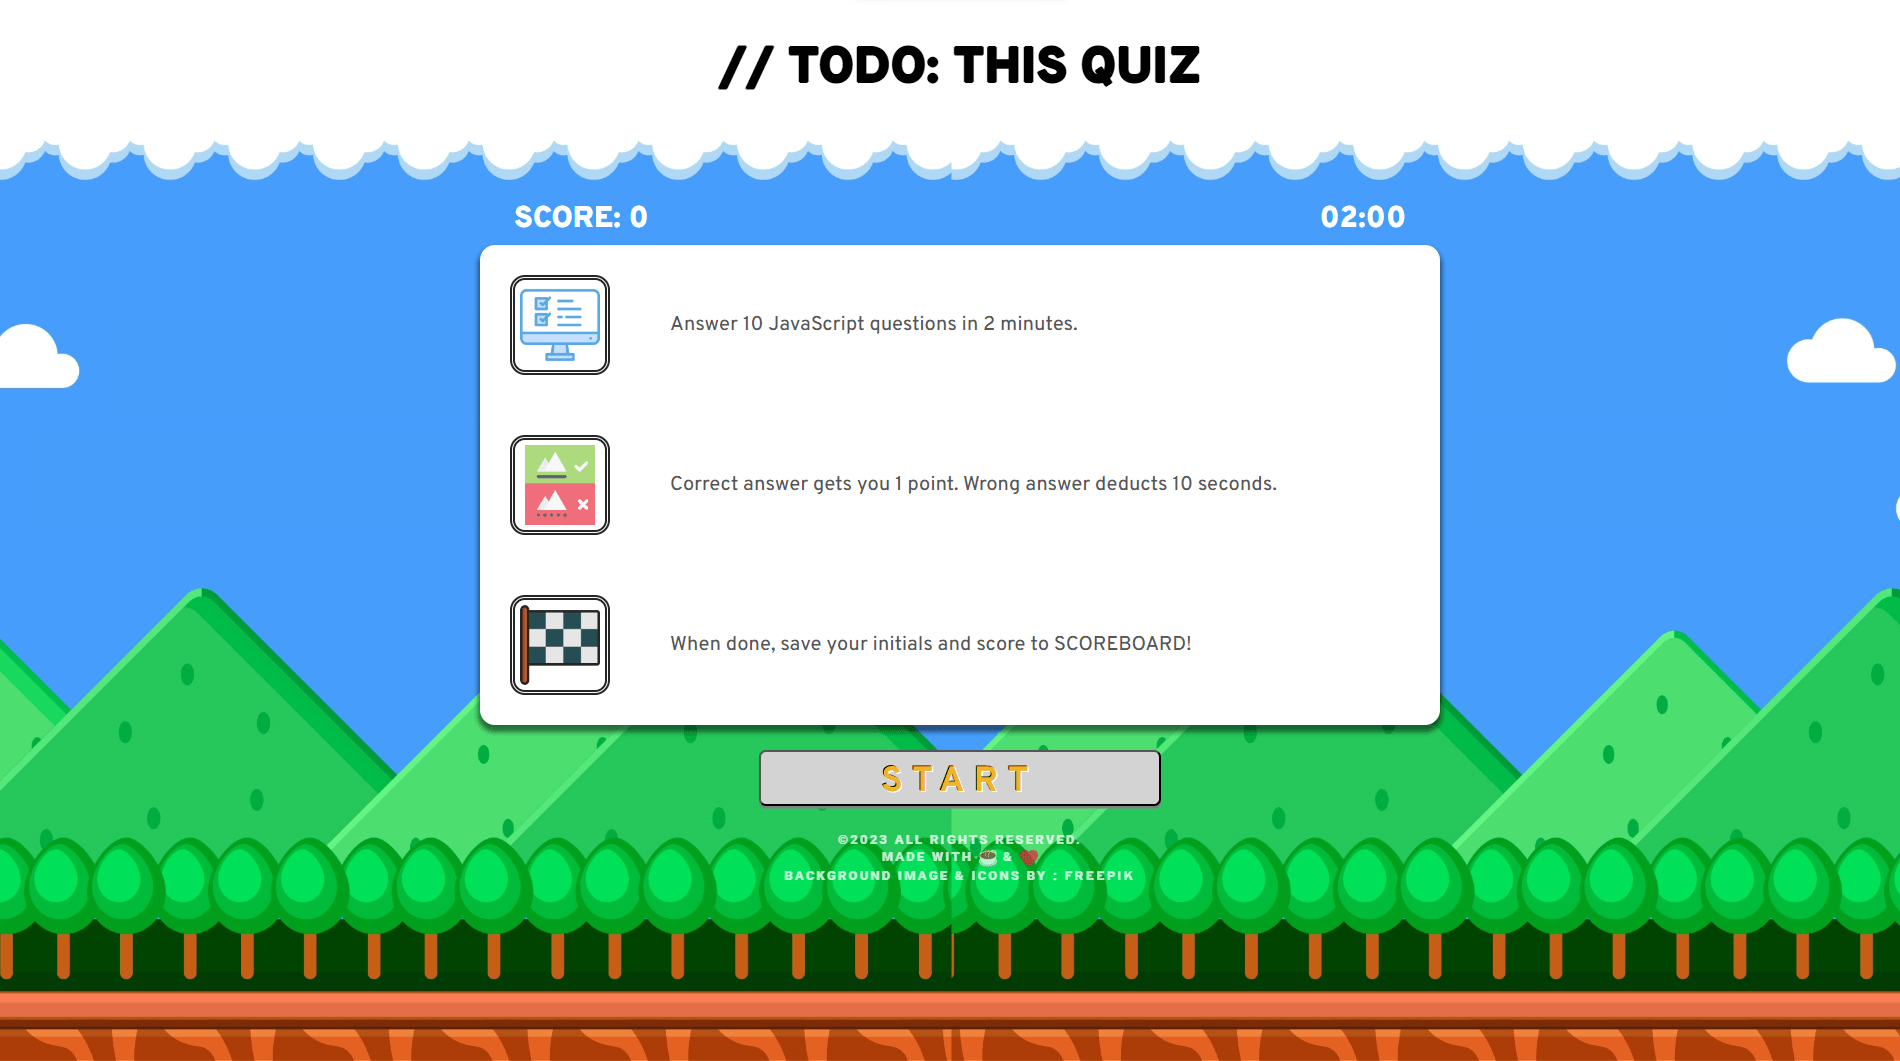 // TODO: THIS QUIZ
SCORE: 0
02:00
Answer 10 JavaScript questions in 2 minutes.
Correct answer gets you 1 point. Wrong answer deducts 10 seconds.
When done, save your initials and score to SCOREBOARD!
START
©2023 ALL RIGHTS RESERVED.
MADE WITH ☕ & ❤️
BACKGROUND IMAGE & ICONS BY : FREEPIK